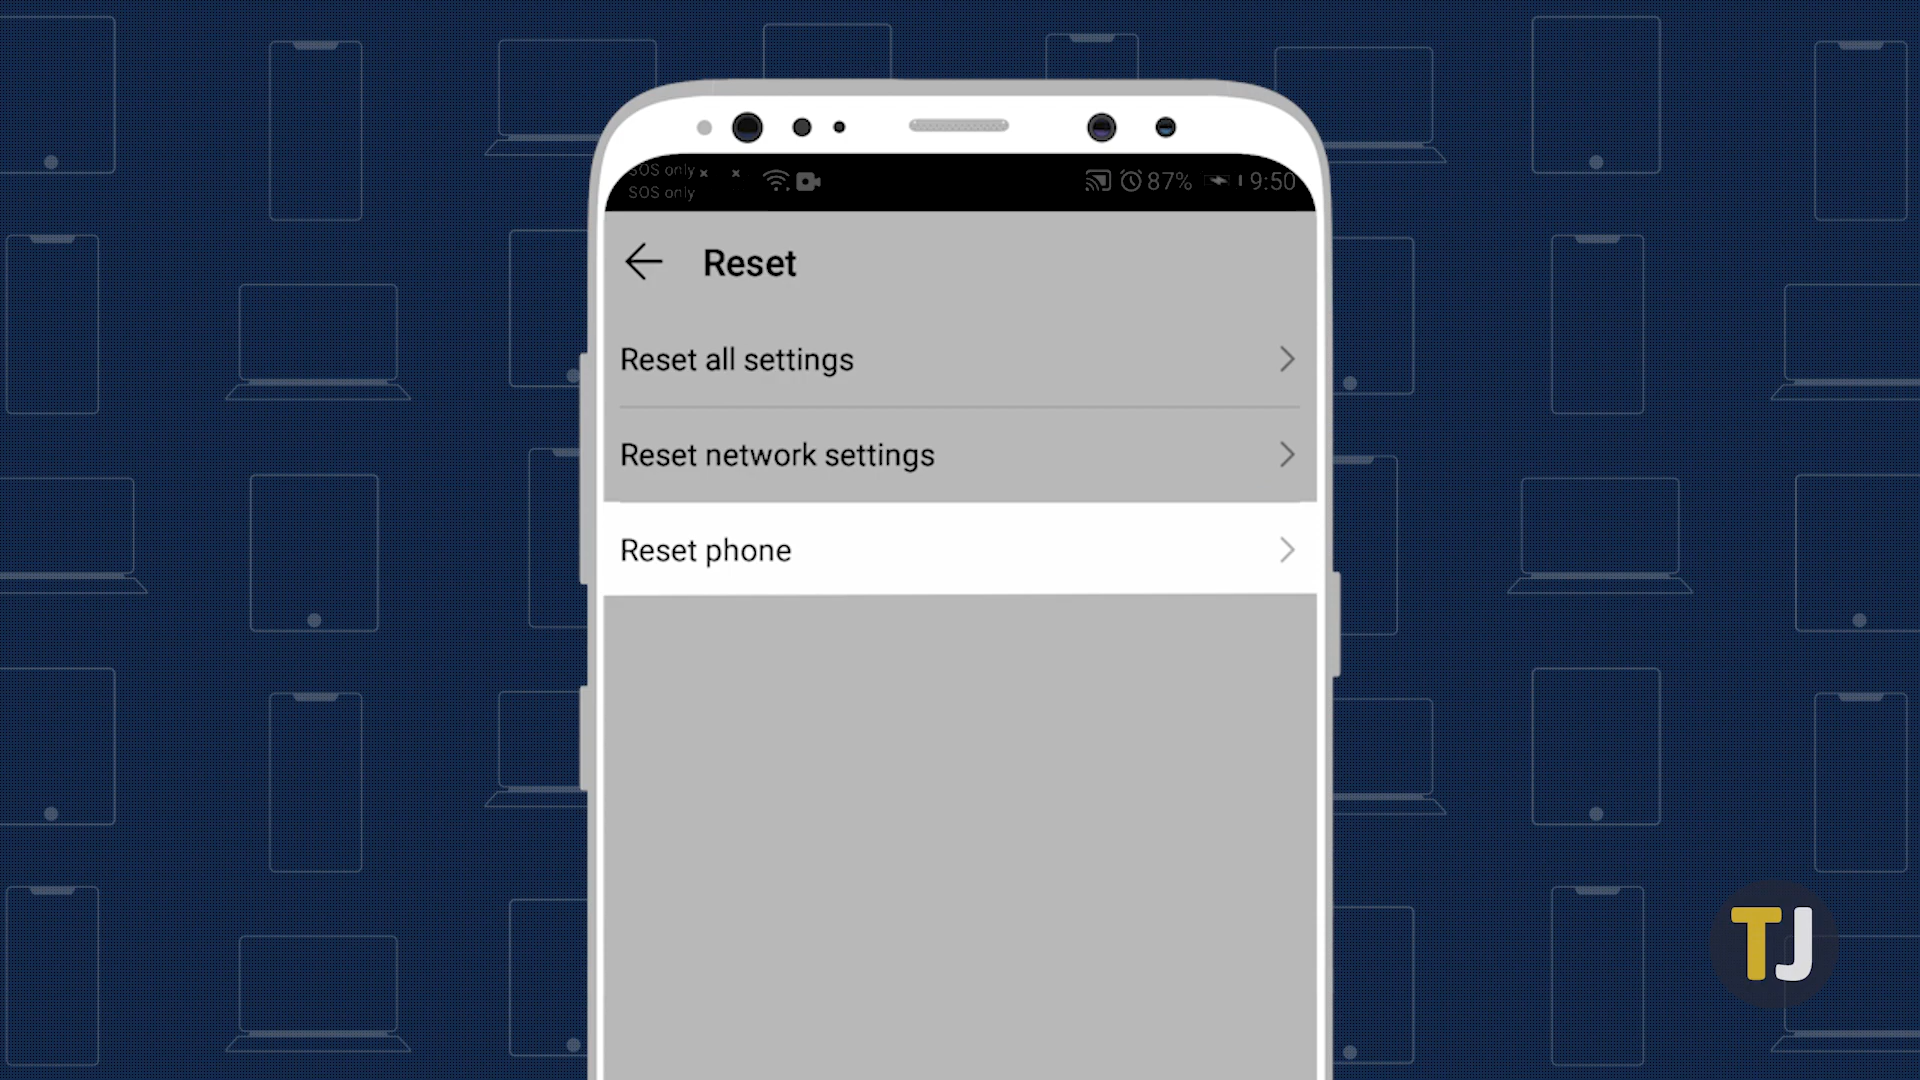 SOS only
SOS only
87% 9:50
Reset
Reset all settings
Reset network settings
Reset phone
TJ